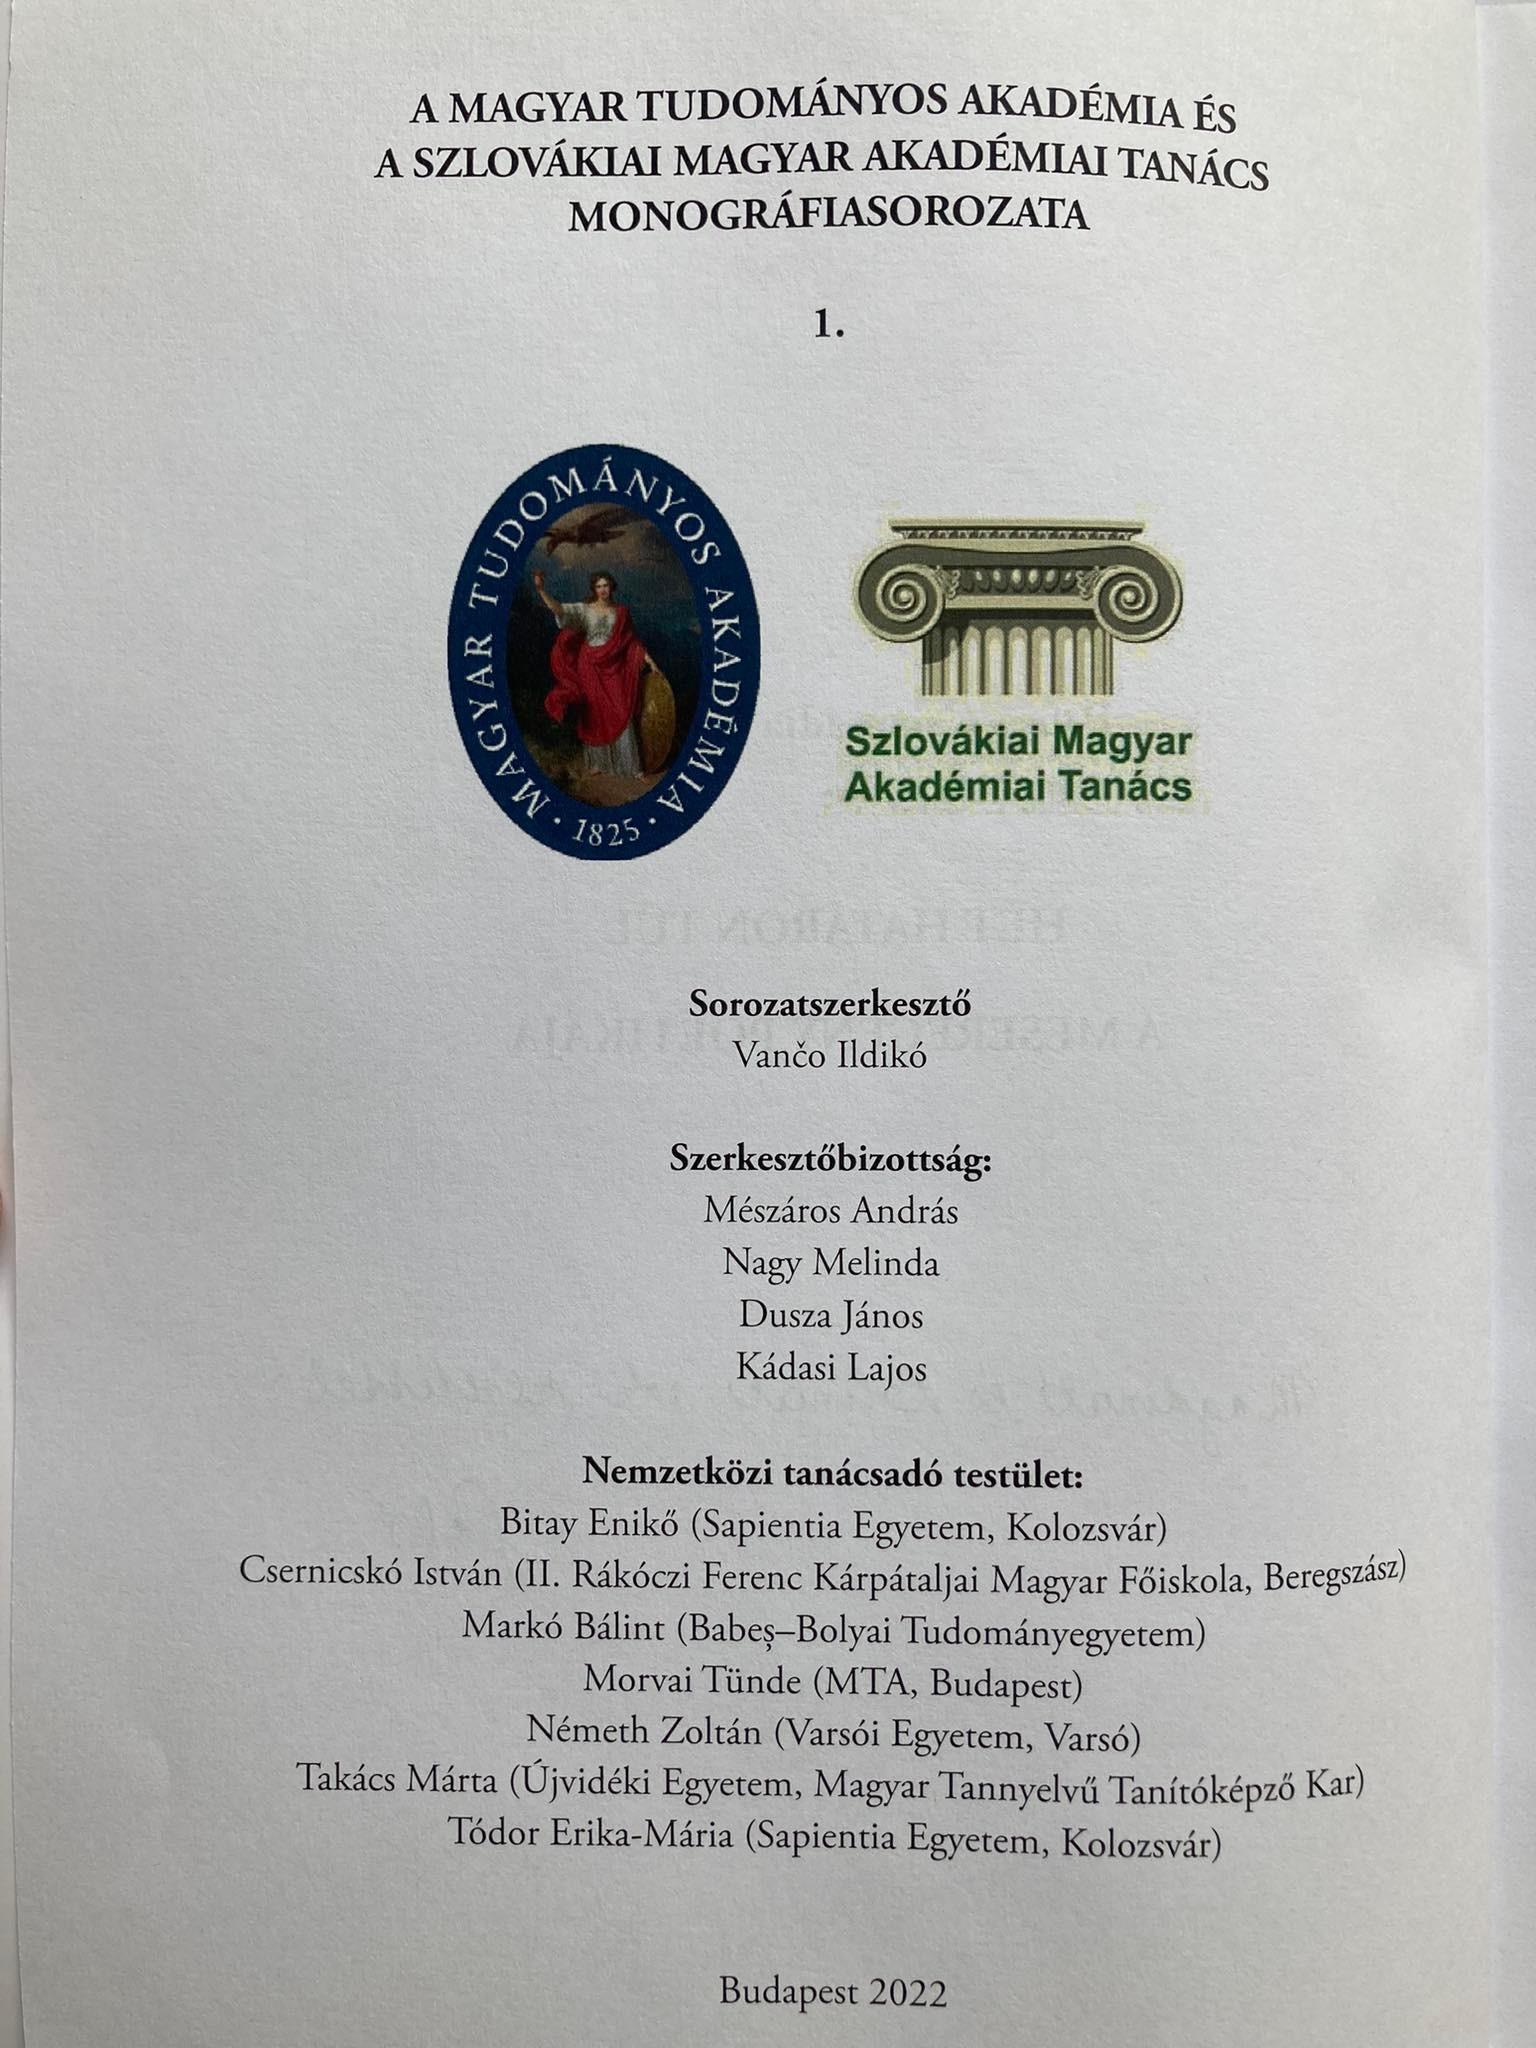 A MAGYAR TUDOMÁNYOS AKADÉMIA ÉS
A SZLOVÁKIAI MAGYAR AKADÉMIAI TANÁCS
MONOGRÁFIASOROZATA
1.
MAGYAR TUDOMÁNYOS AKADÉMIA
· 1825 ·
Szlovákiai Magyar
Akadémiai Tanács
Sorozatszerkesztő
Vančo Ildikó
Szerkesztőbizottság:
Mészáros András
Nagy Melinda
Dusza János
Kádasi Lajos
Nemzetközi tanácsadó testület:
Bitay Enikő (Sapientia Egyetem, Kolozsvár)
Csernicskó István (II. Rákóczi Ferenc Kárpátaljai Magyar Főiskola, Beregszász)
Markó Bálint (Babeș–Bolyai Tudományegyetem)
Morvai Tünde (MTA, Budapest)
Németh Zoltán (Varsói Egyetem, Varsó)
Takács Márta (Újvidéki Egyetem, Magyar Tannyelvű Tanítóképző Kar)
Tódor Erika-Mária (Sapientia Egyetem, Kolozsvár)
Budapest 2022